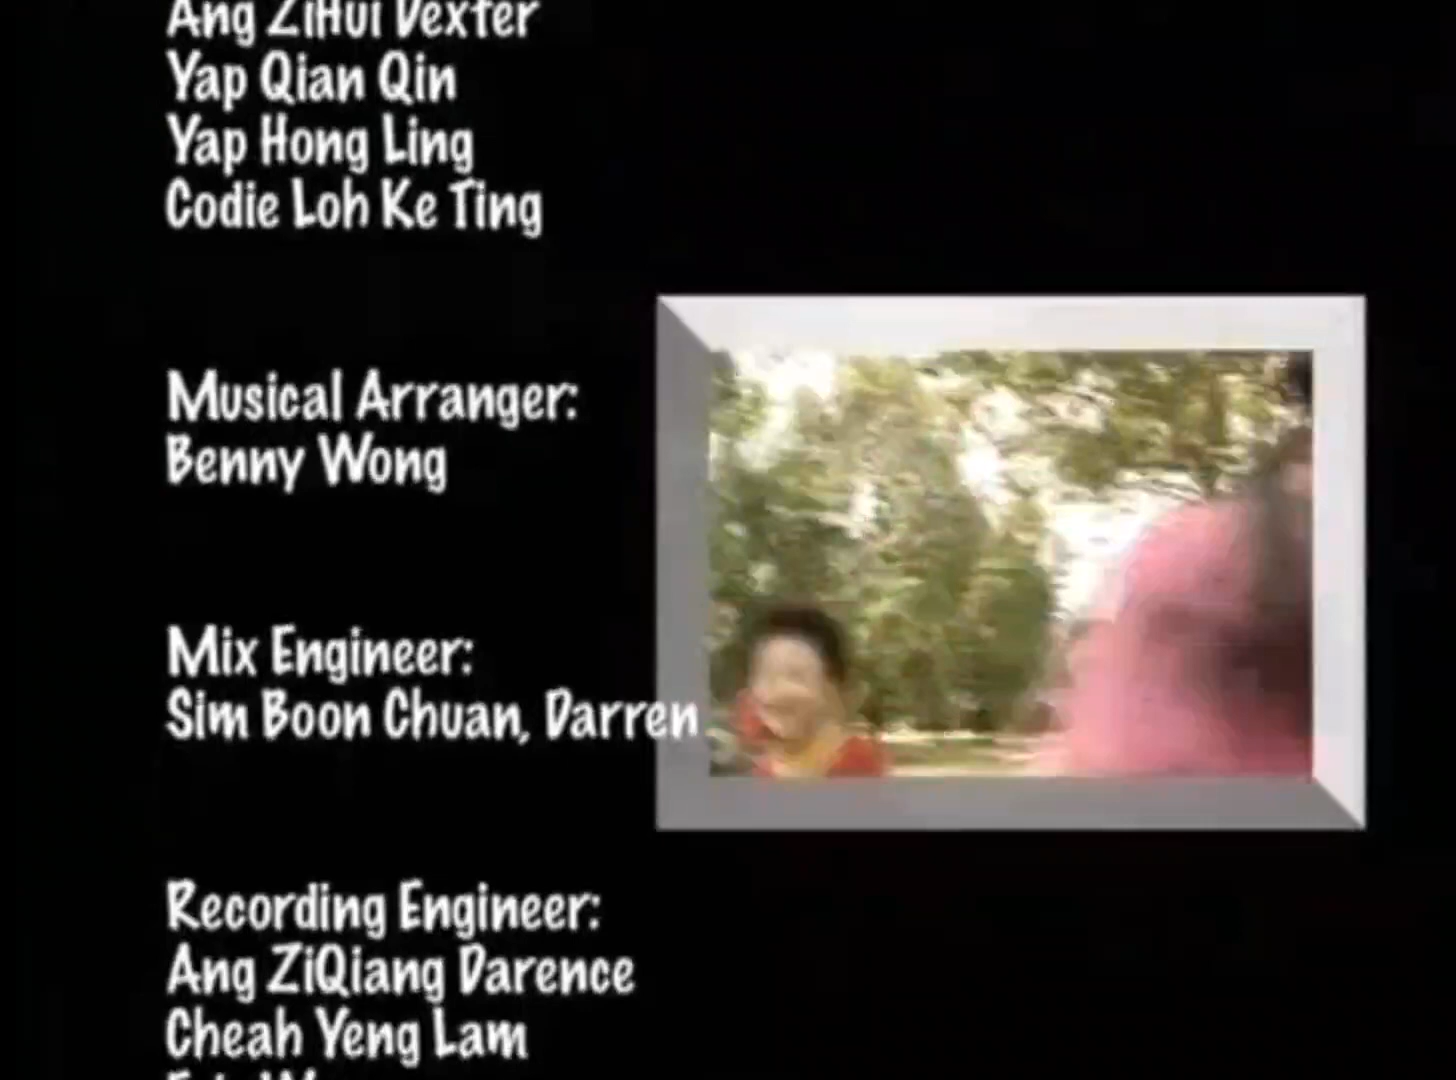 Ang ZiHui Dexter
Yap Qian Qin
Yap Hong Ling
Codie Loh Ke Ting
Musical Arranger:
Benny Wong
Mix Engineer:
Sim Boon Chuan, Darren
Recording Engineer:
Ang ZiQiang Darence
Cheah Yeng Lam